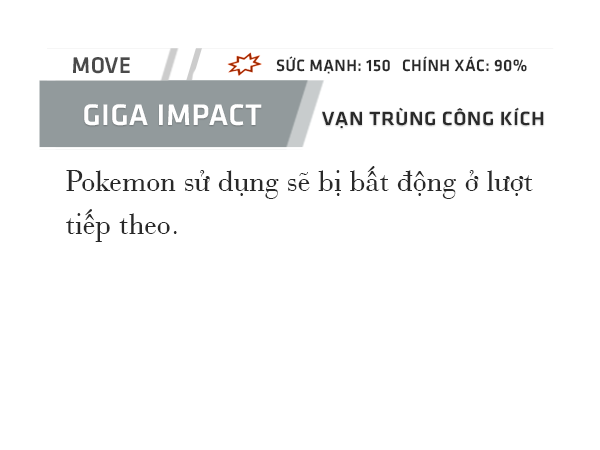 MOVE SỨC MẠNH: 150 CHÍNH XÁC: 90%
GIGA IMPACT VẠN TRÙNG CÔNG KÍCH
Pokemon sử dụng sẽ bị bất động ở lượt
tiếp theo.